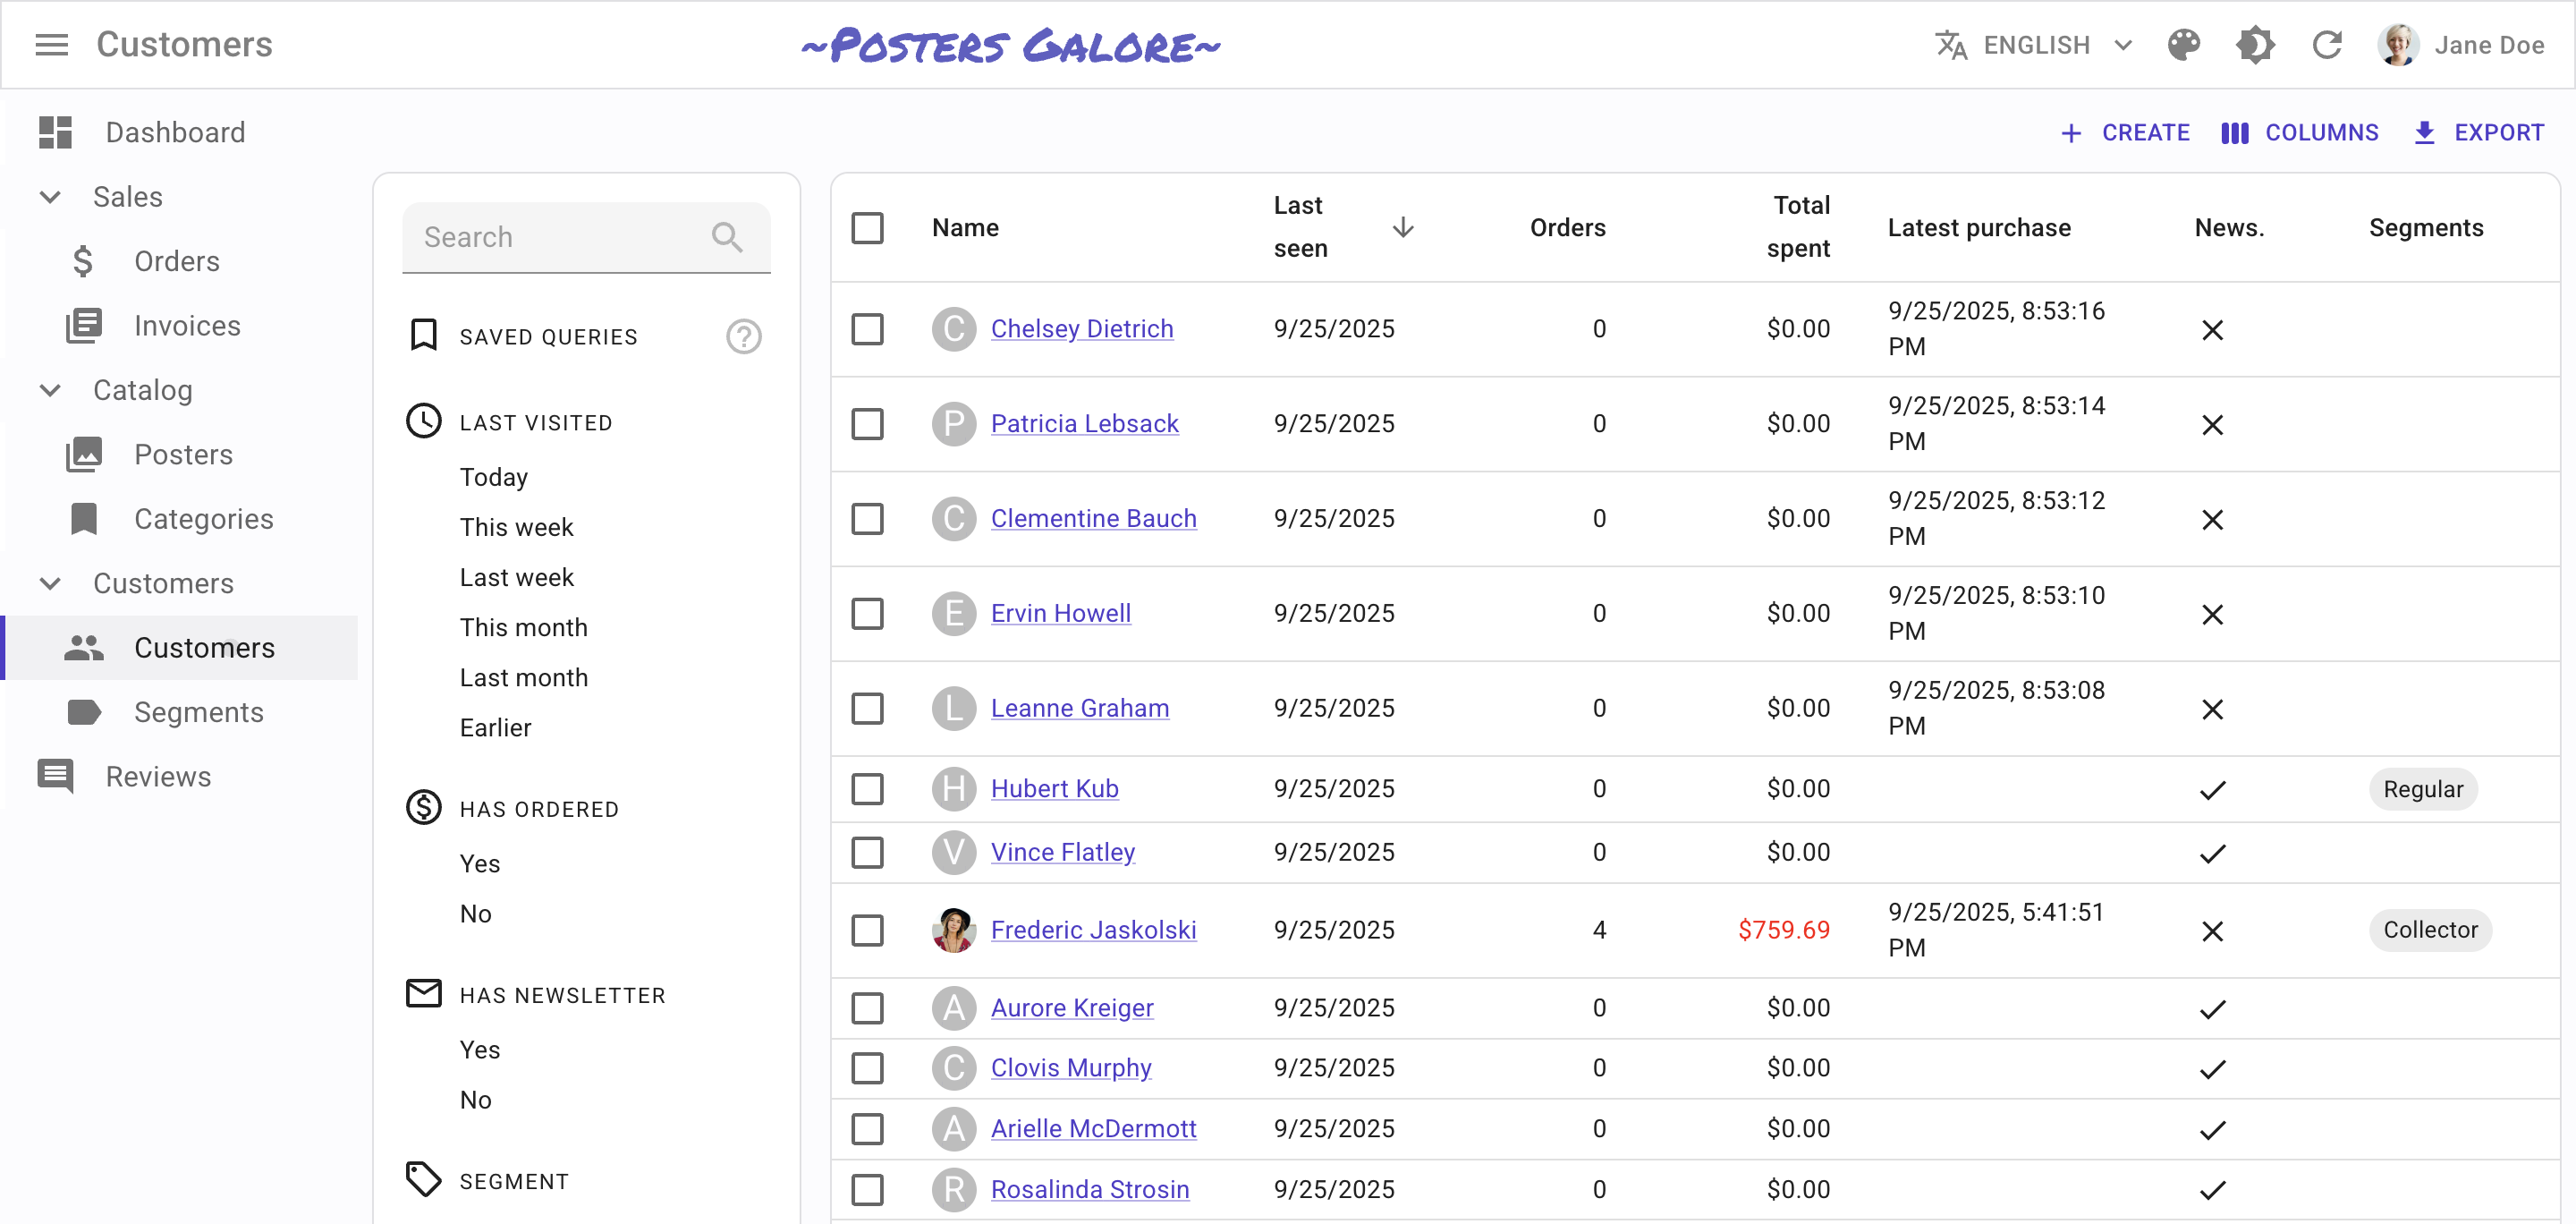 Customers
~Posters Galore~
ENGLISH
Jane Doe
Dashboard
Sales
Orders
Invoices
Catalog
Posters
Categories
Customers
Customers
Segments
Reviews
CREATE
COLUMNS
EXPORT
Search
SAVED QUERIES
?
LAST VISITED
Today
This week
Last week
This month
Last month
Earlier
HAS ORDERED
Yes
No
HAS NEWSLETTER
Yes
No
SEGMENT
Name Last seen Orders Total spent Latest purchase News. Segments
C Chelsey Dietrich 9/25/2025 0 $0.00 9/25/2025, 8:53:16 PM
P Patricia Lebsack 9/25/2025 0 $0.00 9/25/2025, 8:53:14 PM
C Clementine Bauch 9/25/2025 0 $0.00 9/25/2025, 8:53:12 PM
E Ervin Howell 9/25/2025 0 $0.00 9/25/2025, 8:53:10 PM
L Leanne Graham 9/25/2025 0 $0.00 9/25/2025, 8:53:08 PM
H Hubert Kub 9/25/2025 0 $0.00 Regular
V Vince Flatley 9/25/2025 0 $0.00
Frederic Jaskolski 9/25/2025 4 $759.69 9/25/2025, 5:41:51 PM Collector
A Aurore Kreiger 9/25/2025 0 $0.00
C Clovis Murphy 9/25/2025 0 $0.00
A Arielle McDermott 9/25/2025 0 $0.00
R Rosalinda Strosin 9/25/2025 0 $0.00